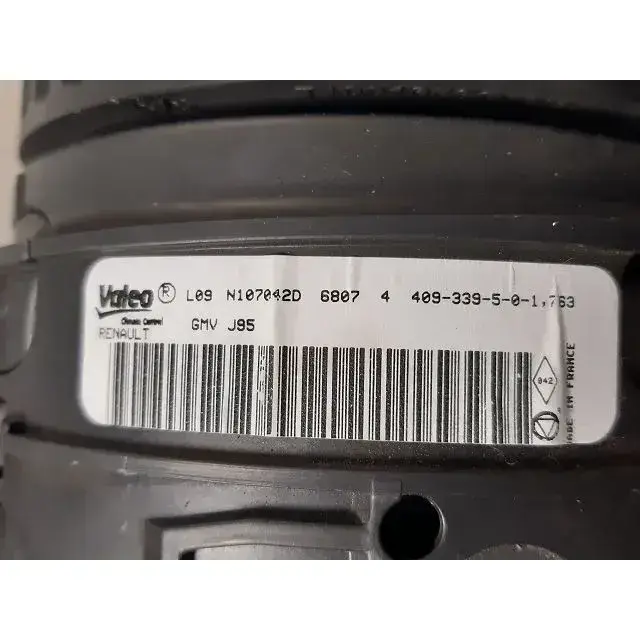 Valeo ® L09 N107042D 6807 4 409-339-5-0-1,763
Climate Control
RENAULT GMV J95
042
MADE IN FRANCE